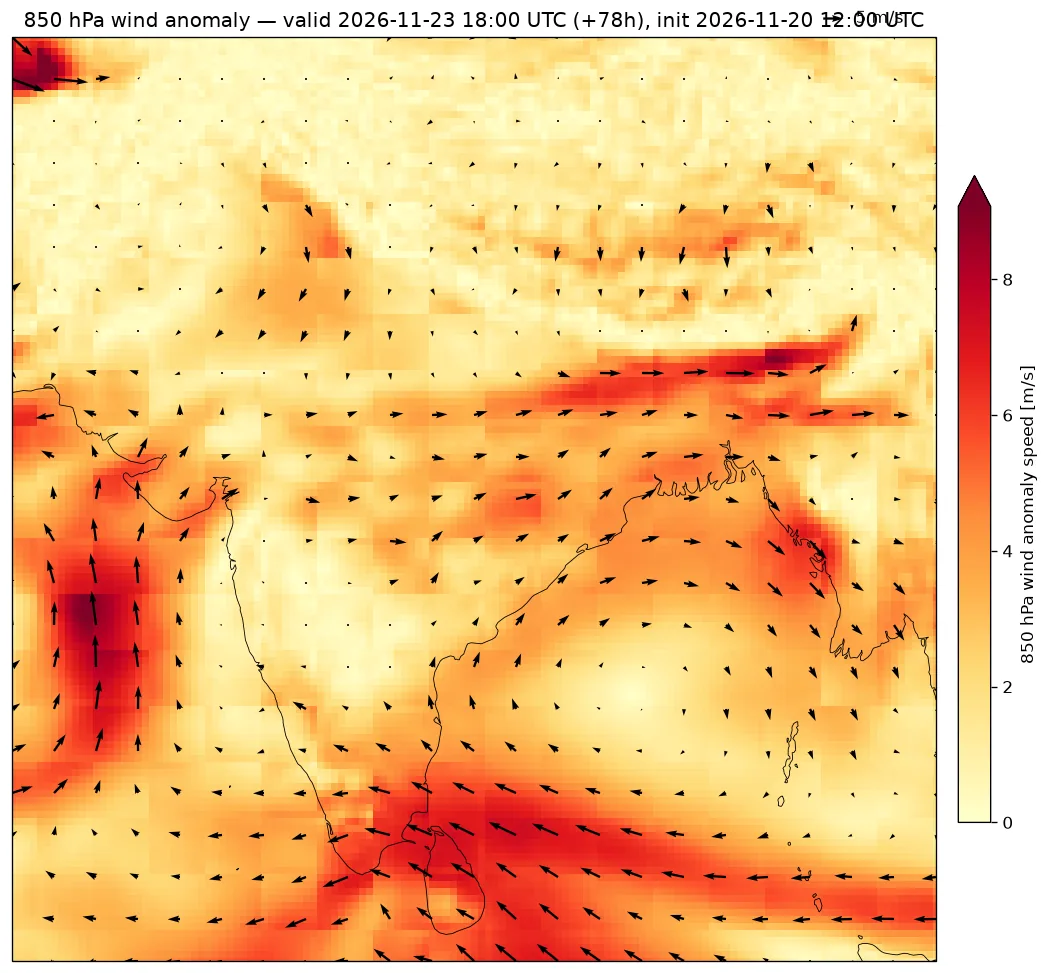 850 hPa wind anomaly — valid 2026-11-23 18:00 UTC (+78h), init 2026-11-20 12:00 UTC
5 m/s
8
6
4
2
0
850 hPa wind anomaly speed [m/s]